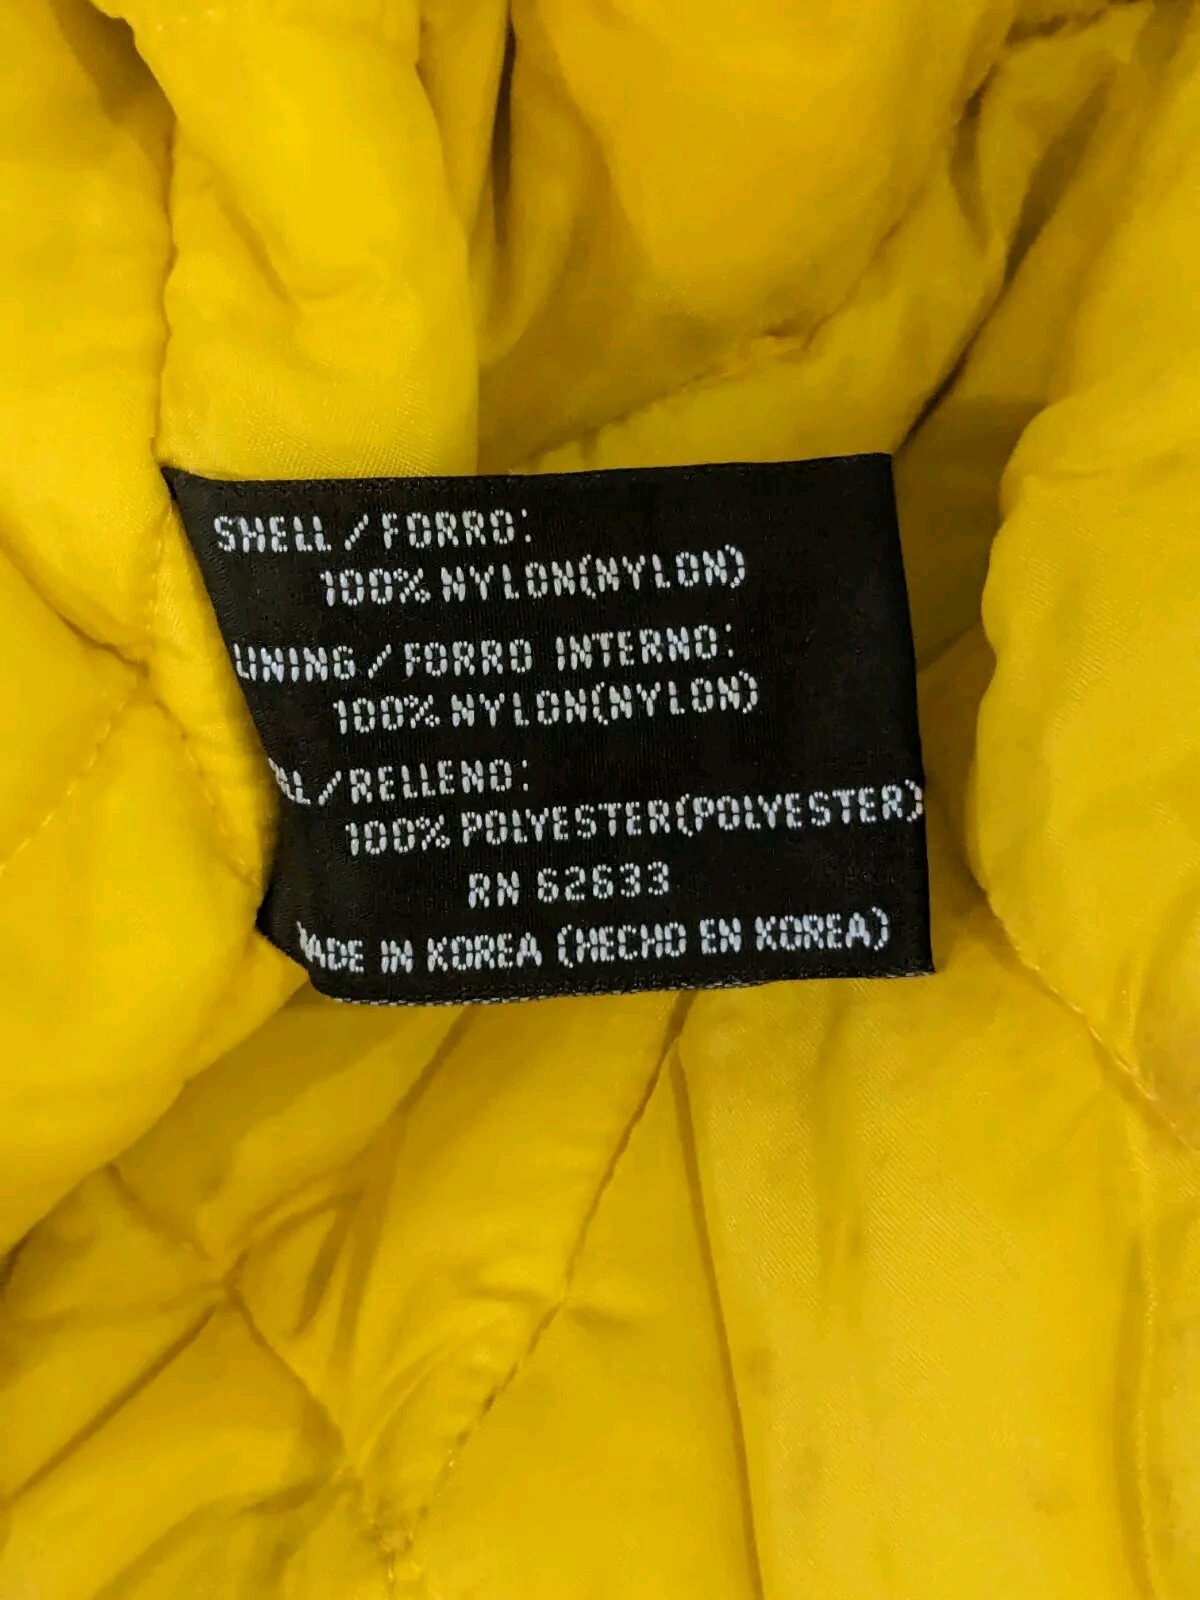 SHELL/FORRO:
100% NYLON(NYLON)
LINING/FORRO INTERNO:
100% NYLON(NYLON)
/RELLENO:
100% POLYESTER(POLYESTER)
RN 62633
MADE IN KOREA (HECHO EN KOREA)